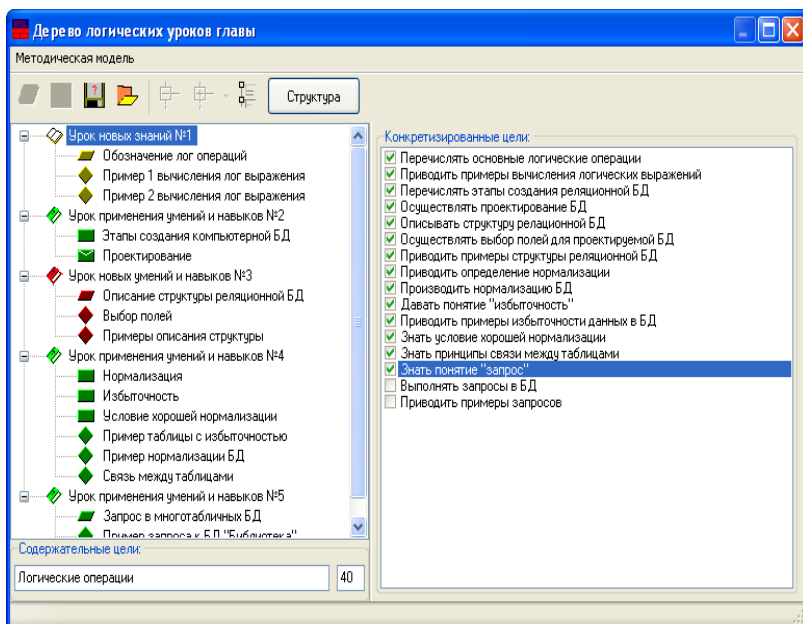 Дерево логических уроков главы
Методическая модель
Структура
Урок новых знаний №1
Обозначение лог операций
Пример 1 вычисления лог выражения
Пример 2 вычисления лог выражения
Урок применения умений и навыков №2
Этапы создания компьютерной БД
Проектирование
Урок новых умений и навыков №3
Описание структуры реляционной БД
Выбор полей
Примеры описания структуры
Урок применения умений и навыков №4
Нормализация
Избыточность
Условие хорошей нормализации
Пример таблицы с избыточностью
Пример нормализации БД
Связь между таблицами
Урок применения умений и навыков №5
Запрос в многотабличных БД
Пример запроса к БД "Библиотека"
Содержательные цели:
Логические операции 40
Конкретизированные цели:
Перечислять основные логические операции
Приводить примеры вычисления логических выражений
Перечислять этапы создания реляционной БД
Осуществлять проектирование БД
Описывать структуру релационной БД
Осуществлять выбор полей для проектируемой БД
Приводить примеры структуры реляционной БД
Приводить определение нормализации
Производить нормализацию БД
Давать понятие "избыточность"
Приводить примеры избыточности данных в БД
Знать условие хорошей нормализации
Знать принципы связи между таблицами
Знать понятие "запрос"
Выполнять запросы в БД
Приводить примеры запросов